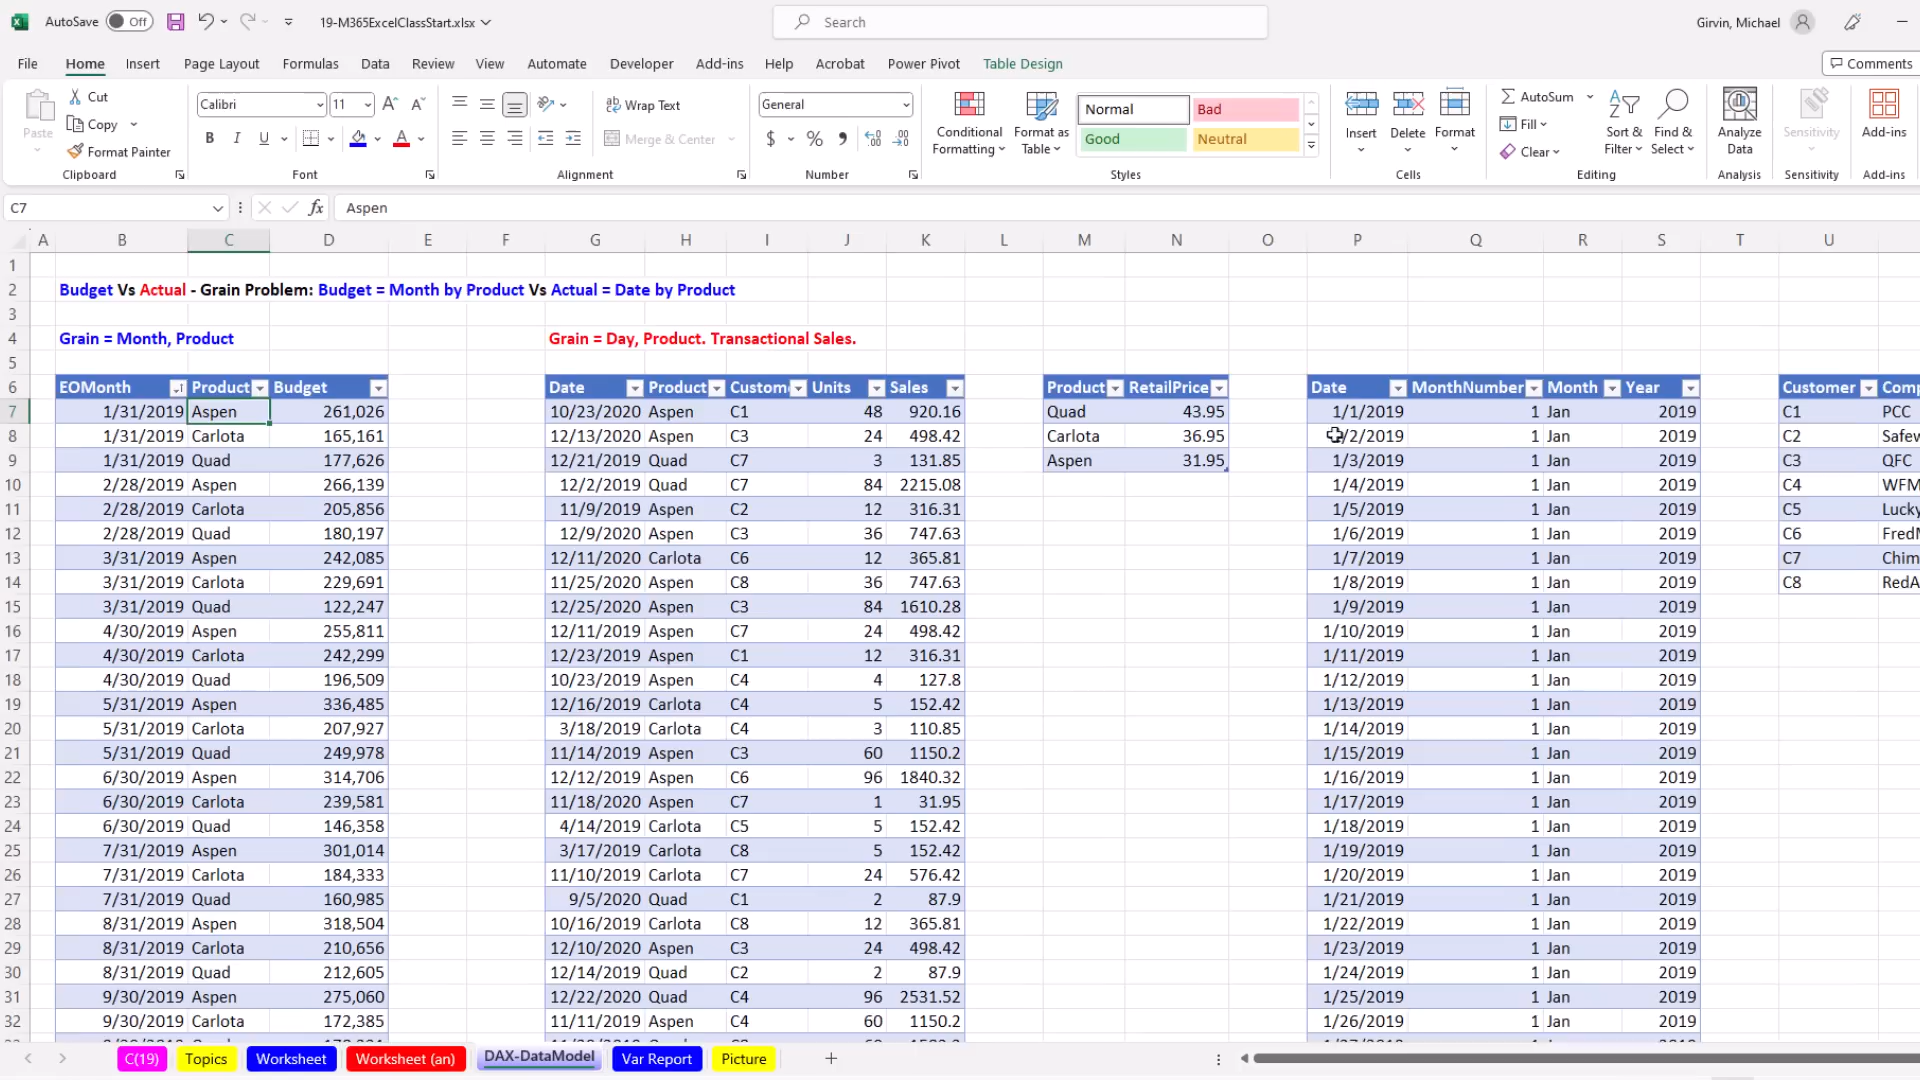 AutoSave Off 19-M365ExcelClassStart.xlsx Search Girvin, Michael
File Home Insert Page Layout Formulas Data Review View Automate Developer Add-ins Help Acrobat Power Pivot Table Design Comments
Paste Cut Copy Format Painter Clipboard
Calibri 11 B I U A Font
Wrap Text Merge & Center Alignment
General $ % Number
Conditional Formatting Format as Table Normal Bad Good Neutral Styles
Insert Delete Format Cells
AutoSum Fill Clear Sort & Filter Find & Select Editing
Analyze Data Analysis Sensitivity Sensitivity Add-ins Add-ins
C7 fx Aspen
A B C D E F G H I J K L M N O P Q R S T U
1
2 Budget Vs Actual - Grain Problem: Budget = Month by Product Vs Actual = Date by Product
3
4 Grain = Month, Product Grain = Day, Product. Transactional Sales.
5
6 EOMonth Product Budget Date Product Custom Units Sales Product RetailPrice Date MonthNumber Month Year Customer
7 1/31/2019 Aspen 261,026 10/23/2020 Aspen C1 48 920.16 Quad 43.95 1/1/2019 1 Jan 2019 C1 PCC
8 1/31/2019 Carlota 165,161 12/13/2020 Aspen C3 24 498.42 Carlota 36.95 /2/2019 1 Jan 2019 C2
9 1/31/2019 Quad 177,626 12/21/2019 Quad C7 3 131.85 Aspen 31.95 1/3/2019 1 Jan 2019 C3 QFC
10 2/28/2019 Aspen 266,139 12/2/2019 Quad C7 84 2215.08 1/4/2019 1 Jan 2019 C4 WFM
11 2/28/2019 Carlota 205,856 11/9/2019 Aspen C2 12 316.31 1/5/2019 1 Jan 2019 C5 Lucky
12 2/28/2019 Quad 180,197 12/9/2020 Aspen C3 36 747.63 1/6/2019 1 Jan 2019 C6
13 3/31/2019 Aspen 242,085 12/11/2020 Carlota C6 12 365.81 1/7/2019 1 Jan 2019 C7 Chim
14 3/31/2019 Carlota 229,691 11/25/2020 Aspen C8 36 747.63 1/8/2019 1 Jan 2019 C8 RedA
15 3/31/2019 Quad 122,247 12/25/2020 Aspen C3 84 1610.28 1/9/2019 1 Jan 2019
16 4/30/2019 Aspen 255,811 12/11/2019 Aspen C7 24 498.42 1/10/2019 1 Jan 2019
17 4/30/2019 Carlota 242,299 12/23/2019 Aspen C1 12 316.31 1/11/2019 1 Jan 2019
18 4/30/2019 Quad 196,509 10/23/2019 Aspen C4 4 127.8 1/12/2019 1 Jan 2019
19 5/31/2019 Aspen 336,485 12/16/2019 Carlota C4 5 152.42 1/13/2019 1 Jan 2019
20 5/31/2019 Carlota 207,927 3/18/2019 Carlota C4 3 110.85 1/14/2019 1 Jan 2019
21 5/31/2019 Quad 249,978 11/14/2019 Aspen C3 60 1150.2 1/15/2019 1 Jan 2019
22 6/30/2019 Aspen 314,706 12/12/2019 Aspen C6 96 1840.32 1/16/2019 1 Jan 2019
23 6/30/2019 Carlota 239,581 11/18/2020 Aspen C7 1 31.95 1/17/2019 1 Jan 2019
24 6/30/2019 Quad 146,358 4/14/2019 Carlota C5 5 152.42 1/18/2019 1 Jan 2019
25 7/31/2019 Aspen 301,014 3/17/2019 Carlota C8 5 152.42 1/19/2019 1 Jan 2019
26 7/31/2019 Carlota 184,333 11/10/2019 Carlota C7 24 576.42 1/20/2019 1 Jan 2019
27 7/31/2019 Quad 160,985 9/5/2020 Quad C1 2 87.9 1/21/2019 1 Jan 2019
28 8/31/2019 Aspen 318,504 10/16/2019 Carlota C8 12 365.81 1/22/2019 1 Jan 2019
29 8/31/2019 Carlota 210,656 12/10/2020 Aspen C3 24 498.42 1/23/2019 1 Jan 2019
30 8/31/2019 Quad 212,605 12/14/2019 Quad C2 2 87.9 1/24/2019 1 Jan 2019
31 9/30/2019 Aspen 275,060 12/22/2020 Quad C4 96 2531.52 1/25/2019 1 Jan 2019
32 9/30/2019 Carlota 172,385 11/11/2019 Aspen C4 60 1150.2 1/26/2019 1 Jan 2019
C(19) Topics Worksheet Worksheet (an) DAX-DataModel Var Report Picture